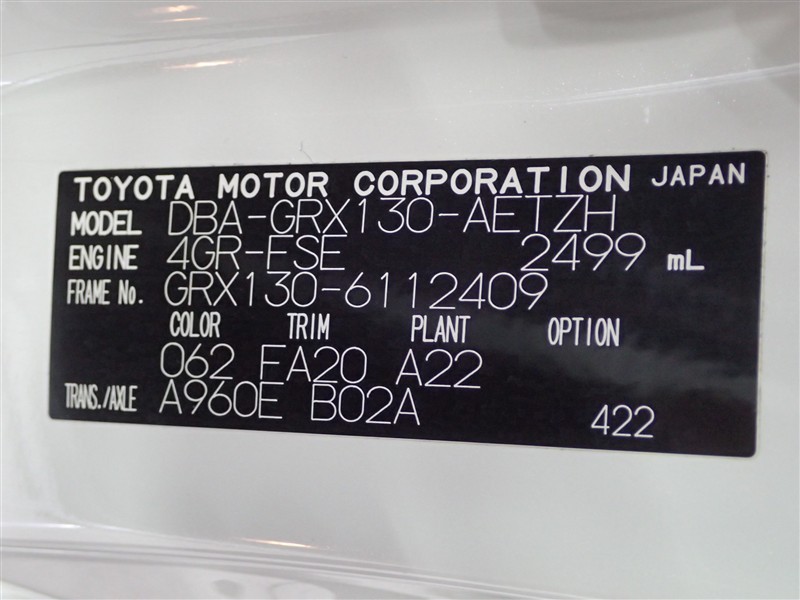 TOYOTA MOTOR CORPORATION JAPAN
MODEL DBA-GRX130-AETZH
ENGINE 4GR-FSE 2499 mL
FRAME No. GRX130-6112409
COLOR TRIM PLANT OPTION
062 FA20 A22
TRANS./AXLE A960E B02A
422